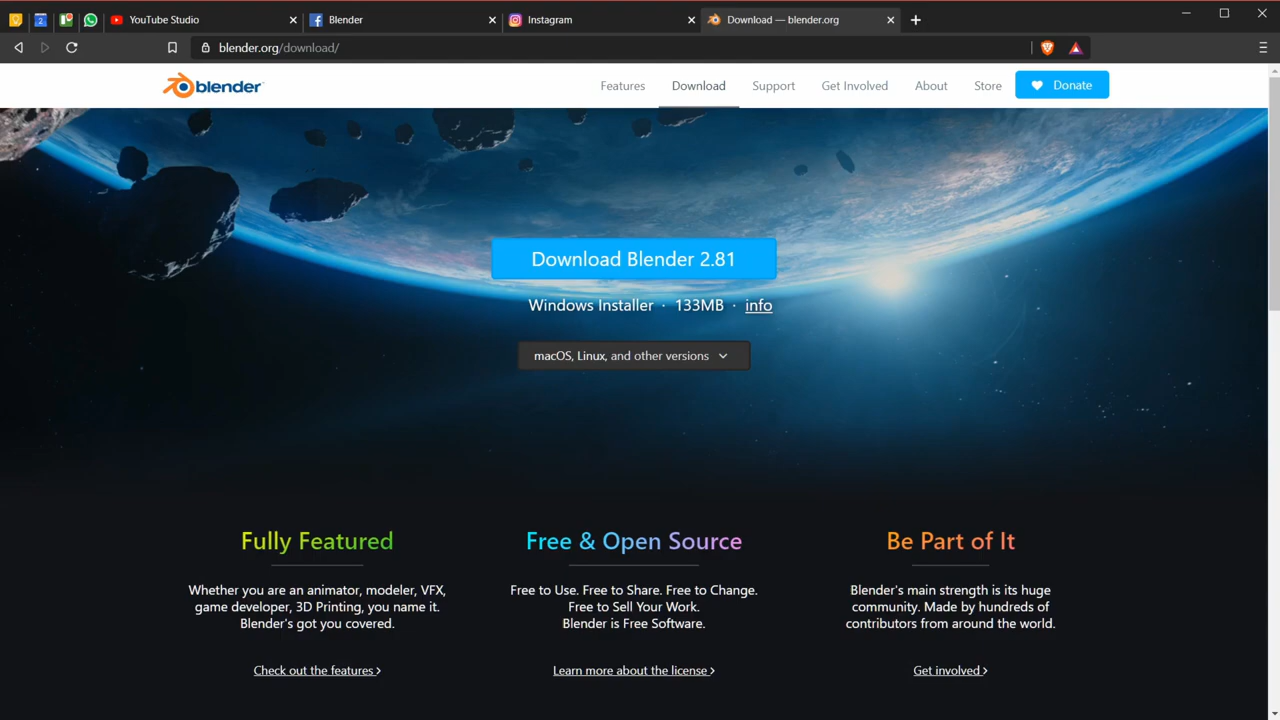 YouTube Studio
Blender
Instagram
Download — blender.org
blender.org/download/
blender
Features
Download
Support
Get Involved
About
Store
Donate
Download Blender 2.81
Windows Installer · 133MB · info
macOS, Linux, and other versions
Fully Featured
Whether you are an animator, modeler, VFX,
game developer, 3D Printing, you name it.
Blender's got you covered.
Check out the features
Free & Open Source
Free to Use. Free to Share. Free to Change.
Free to Sell Your Work.
Blender is Free Software.
Learn more about the license
Be Part of It
Blender's main strength is its huge
community. Made by hundreds of
contributors from around the world.
Get involved